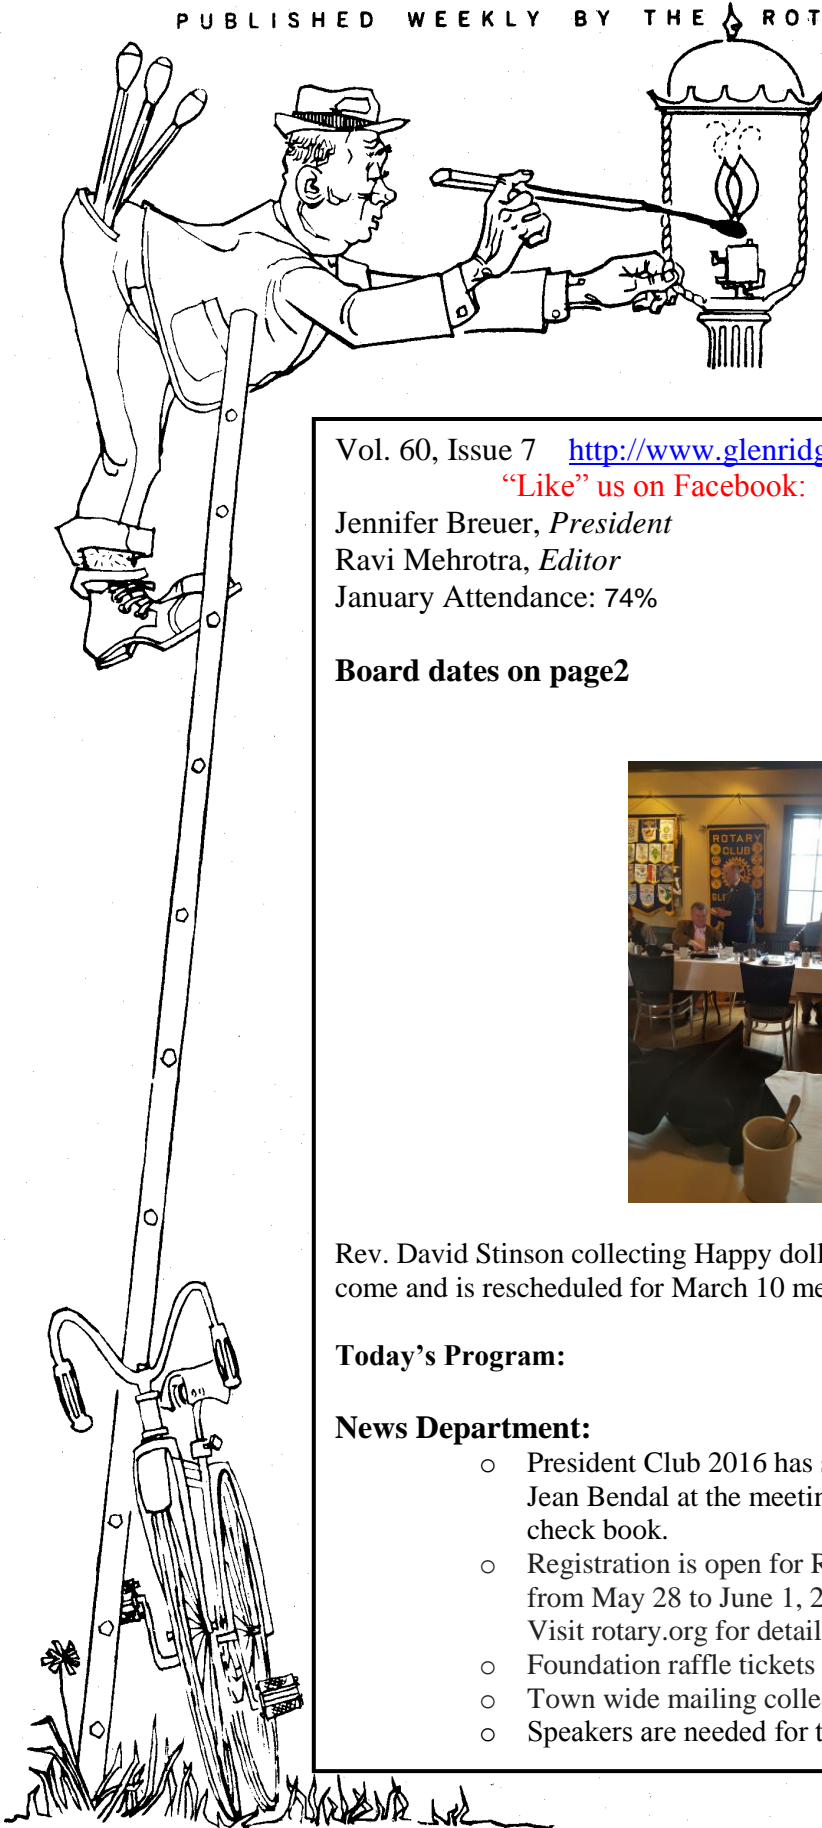 PUBLISHED WEEKLY BY THE ROT
Vol. 60, Issue 7 http://www.glenridg
“Like” us on Facebook:
Jennifer Breuer, President
Ravi Mehrotra, Editor
January Attendance: 74%
Board dates on page2
ROTARY
CLUB
Rev. David Stinson collecting Happy doll
come and is rescheduled for March 10 me
Today’s Program:
News Department:
o President Club 2016 has s
Jean Bendal at the meetin
check book.
o Registration is open for R
from May 28 to June 1, 2
Visit rotary.org for detail
o Foundation raffle tickets
o Town wide mailing colle
o Speakers are needed for t